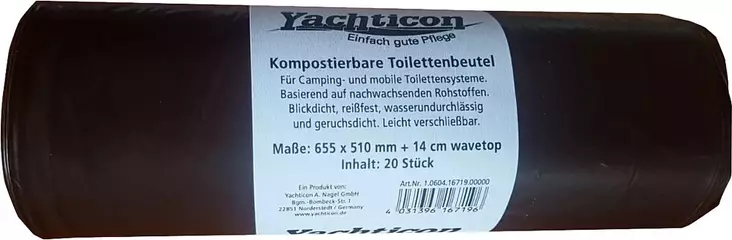 Yachticon
Einfach gute Pflege
Kompostierbare Toilettenbeutel
Für Camping- und mobile Toilettensysteme.
Basierend auf nachwachsenden Rohstoffen.
Blickdicht, reißfest, wasserundurchlässig
und geruchsdicht. Leicht verschließbar.
Maße: 655 x 510 mm + 14 cm wavetop
Inhalt: 20 Stück
Ein Produkt von:
Yachticon A. Nagel GmbH
Bgm.-Bombeck-Str. 1
22851 Norderstedt / Germany
www.yachticon.de
Art.Nr. 1.0604.16719.00000
4 031396 167196
Yachticon